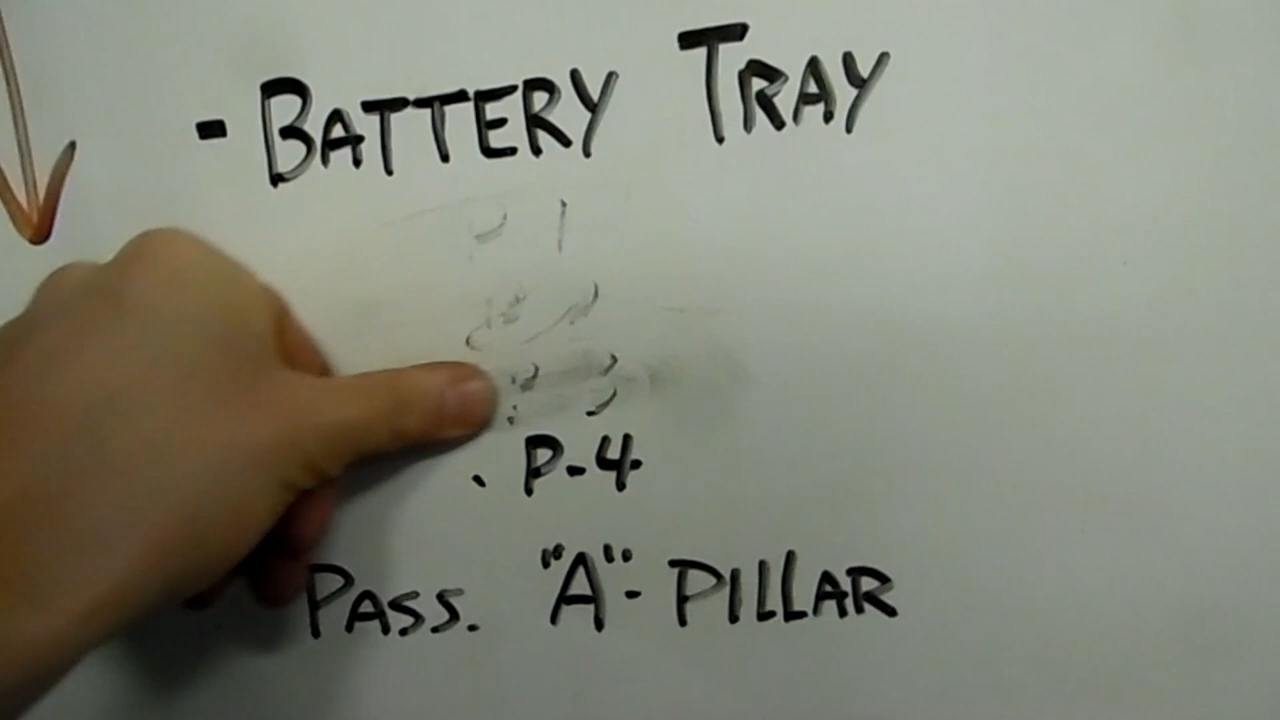 - BATTERY TRAY
. P-4
PASS. "A"- PILLAR